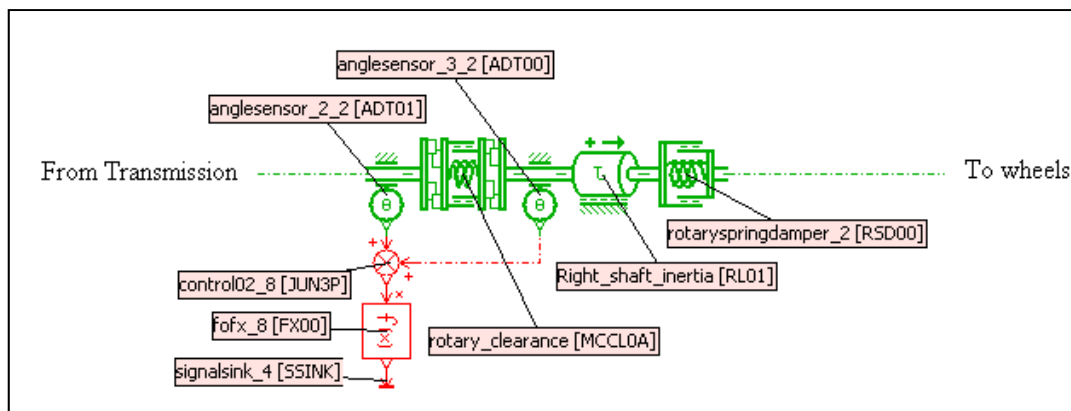 anglesensor_3_2 [ADT00]
anglesensor_2_2 [ADT01]
From Transmission
To wheels
θ
θ
τ
rotaryspringdamper_2 [RSD00]
control02_8 [JUN3P]
Right_shaft_inertia [RL01]
x
fofx_8 [FX00]
f(x)
rotary_clearance [MCCL0A]
signalsink_4 [SSINK]